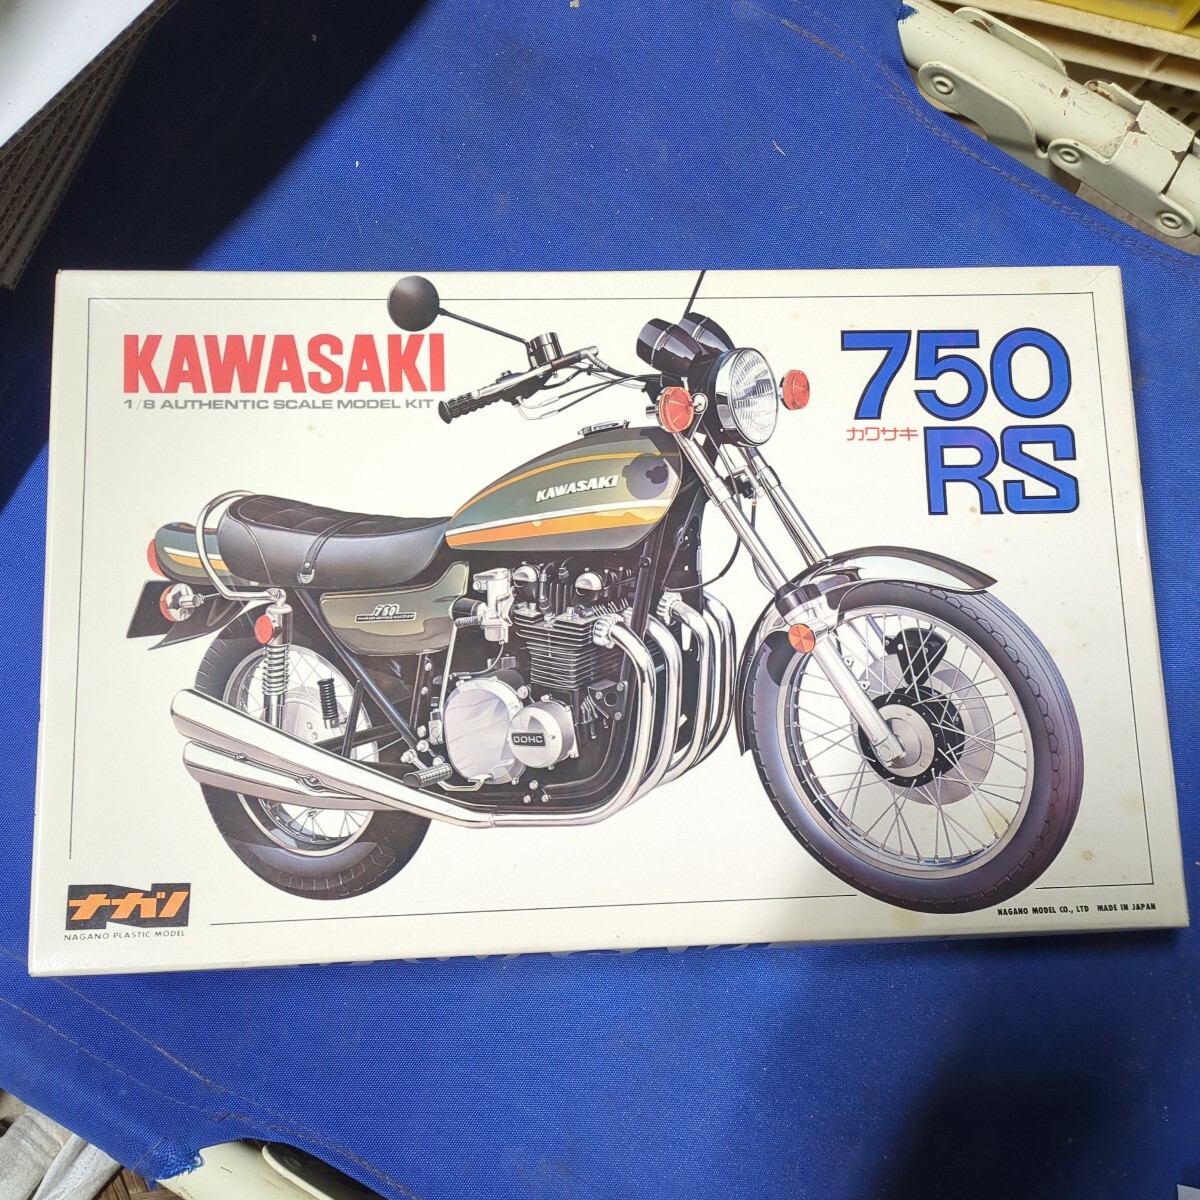 KAWASAKI
1/8 AUTHENTIC SCALE MODEL KIT
750
カワサキ
RS
KAWASAKI
750
DOHC
ナガノ
NAGANO PLASTIC MODEL
NAGANO MODEL CO., LTD MADE IN JAPAN